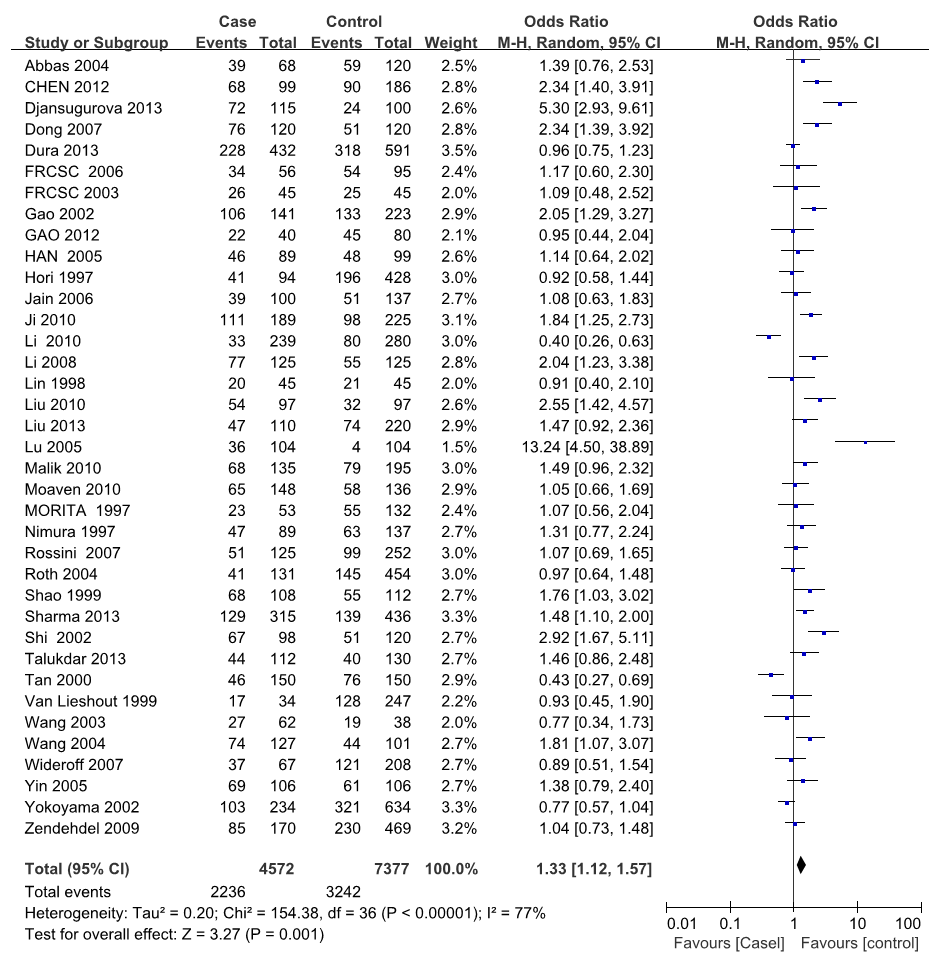 Case Control Odds Ratio Odds Ratio
Study or Subgroup Events Total Events Total Weight M-H, Random, 95% CI M-H, Random, 95% CI
Abbas 2004 39 68 59 120 2.5% 1.39 [0.76, 2.53]
CHEN 2012 68 99 90 186 2.8% 2.34 [1.40, 3.91]
Djansugurova 2013 72 115 24 100 2.6% 5.30 [2.93, 9.61]
Dong 2007 76 120 51 120 2.8% 2.34 [1.39, 3.92]
Dura 2013 228 432 318 591 3.5% 0.96 [0.75, 1.23]
FRCSC 2006 34 56 54 95 2.4% 1.17 [0.60, 2.30]
FRCSC 2003 26 45 25 45 2.0% 1.09 [0.48, 2.52]
Gao 2002 106 141 133 223 2.9% 2.05 [1.29, 3.27]
GAO 2012 22 40 45 80 2.1% 0.95 [0.44, 2.04]
HAN 2005 46 89 48 99 2.6% 1.14 [0.64, 2.02]
Hori 1997 41 94 196 428 3.0% 0.92 [0.58, 1.44]
Jain 2006 39 100 51 137 2.7% 1.08 [0.63, 1.83]
Ji 2010 111 189 98 225 3.1% 1.84 [1.25, 2.73]
Li 2010 33 239 80 280 3.0% 0.40 [0.26, 0.63]
Li 2008 77 125 55 125 2.8% 2.04 [1.23, 3.38]
Lin 1998 20 45 21 45 2.0% 0.91 [0.40, 2.10]
Liu 2010 54 97 32 97 2.6% 2.55 [1.42, 4.57]
Liu 2013 47 110 74 220 2.9% 1.47 [0.92, 2.36]
Lu 2005 36 104 4 104 1.5% 13.24 [4.50, 38.89]
Malik 2010 68 135 79 195 3.0% 1.49 [0.96, 2.32]
Moaven 2010 65 148 58 136 2.9% 1.05 [0.66, 1.69]
MORITA 1997 23 53 55 132 2.4% 1.07 [0.56, 2.04]
Nimura 1997 47 89 63 137 2.7% 1.31 [0.77, 2.24]
Rossini 2007 51 125 99 252 3.0% 1.07 [0.69, 1.65]
Roth 2004 41 131 145 454 3.0% 0.97 [0.64, 1.48]
Shao 1999 68 108 55 112 2.7% 1.76 [1.03, 3.02]
Sharma 2013 129 315 139 436 3.3% 1.48 [1.10, 2.00]
Shi 2002 67 98 51 120 2.7% 2.92 [1.67, 5.11]
Talukdar 2013 44 112 40 130 2.7% 1.46 [0.86, 2.48]
Tan 2000 46 150 76 150 2.9% 0.43 [0.27, 0.69]
Van Lieshout 1999 17 34 128 247 2.3% 0.93 [0.45, 1.90]
Wang 2003 27 62 19 38 2.0% 0.77 [0.34, 1.73]
Wang 2004 74 127 44 101 2.7% 1.81 [1.07, 3.07]
Wideroff 2007 37 67 121 208 2.7% 0.89 [0.51, 1.54]
Yin 2005 69 106 61 106 2.7% 1.38 [0.79, 2.40]
Yokoyama 2002 103 234 321 634 3.3% 0.77 [0.57, 1.04]
Zendehdel 2009 85 170 230 469 3.2% 1.04 [0.73, 1.48]
Total (95% CI) 4572 7377 100.0% 1.33 [1.12, 1.57]
Total events 2236 3242
Heterogeneity: Tau² = 0.20; Chi² = 154.38, df = 36 (P < 0.00001); I² = 77%
Test for overall effect: Z = 3.27 (P = 0.001)
0.01 0.1 1 10 100
Favours [Casel] Favours [control]